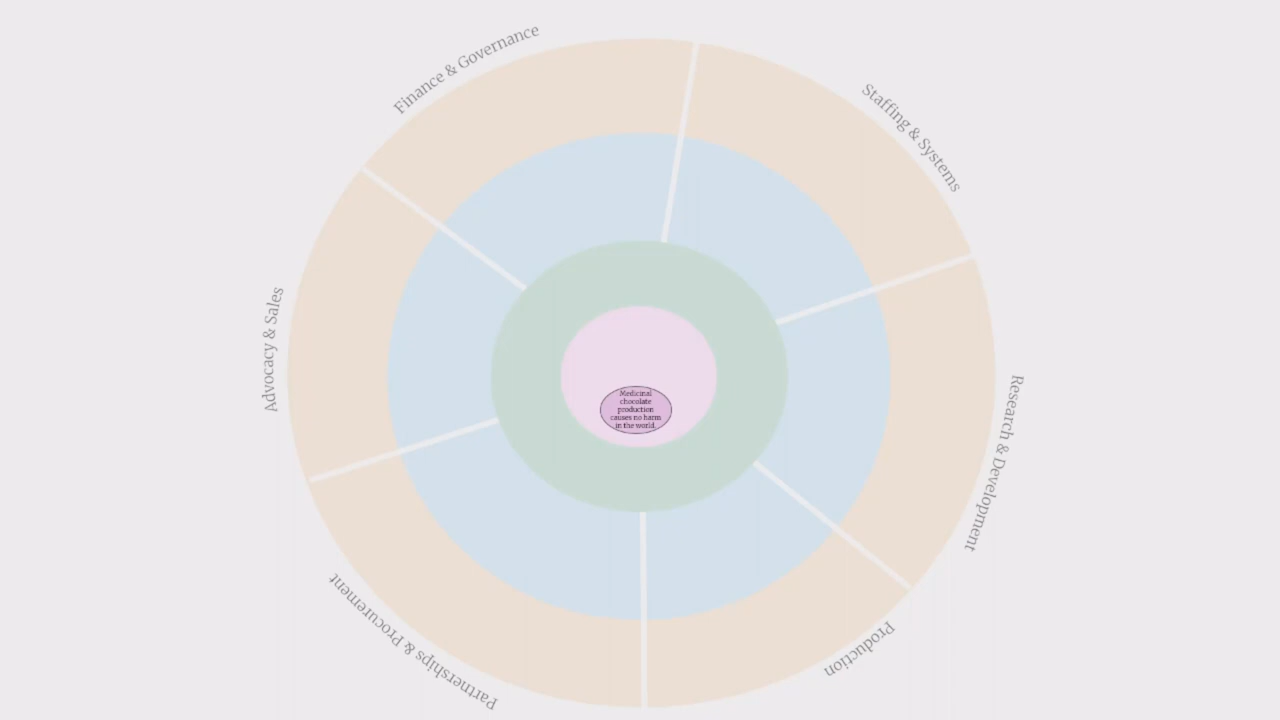 Finance & Governance
Staffing & Systems
Advocacy & Sales
Research & Development
Medicinal
chocolate
production
causes no harm
in the world.
Partnerships & Procurement
Production